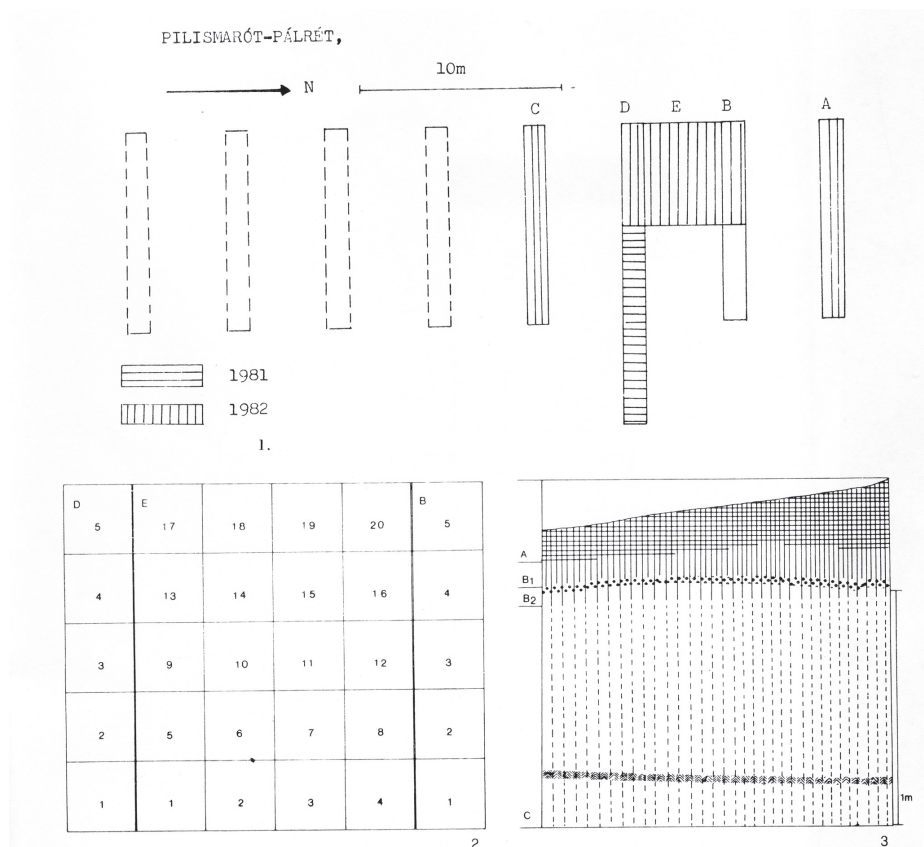 PILISMARÓT-PÁLRÉT,
N
10m
C D E B A
1981
1982
1.
D E B
5 17 18 19 20 5
4 13 14 15 16 4
3 9 10 11 12 3
2 5 6 7 8 2
1 1 2 3 4 1
2
A
B1
B2
1m
C
3